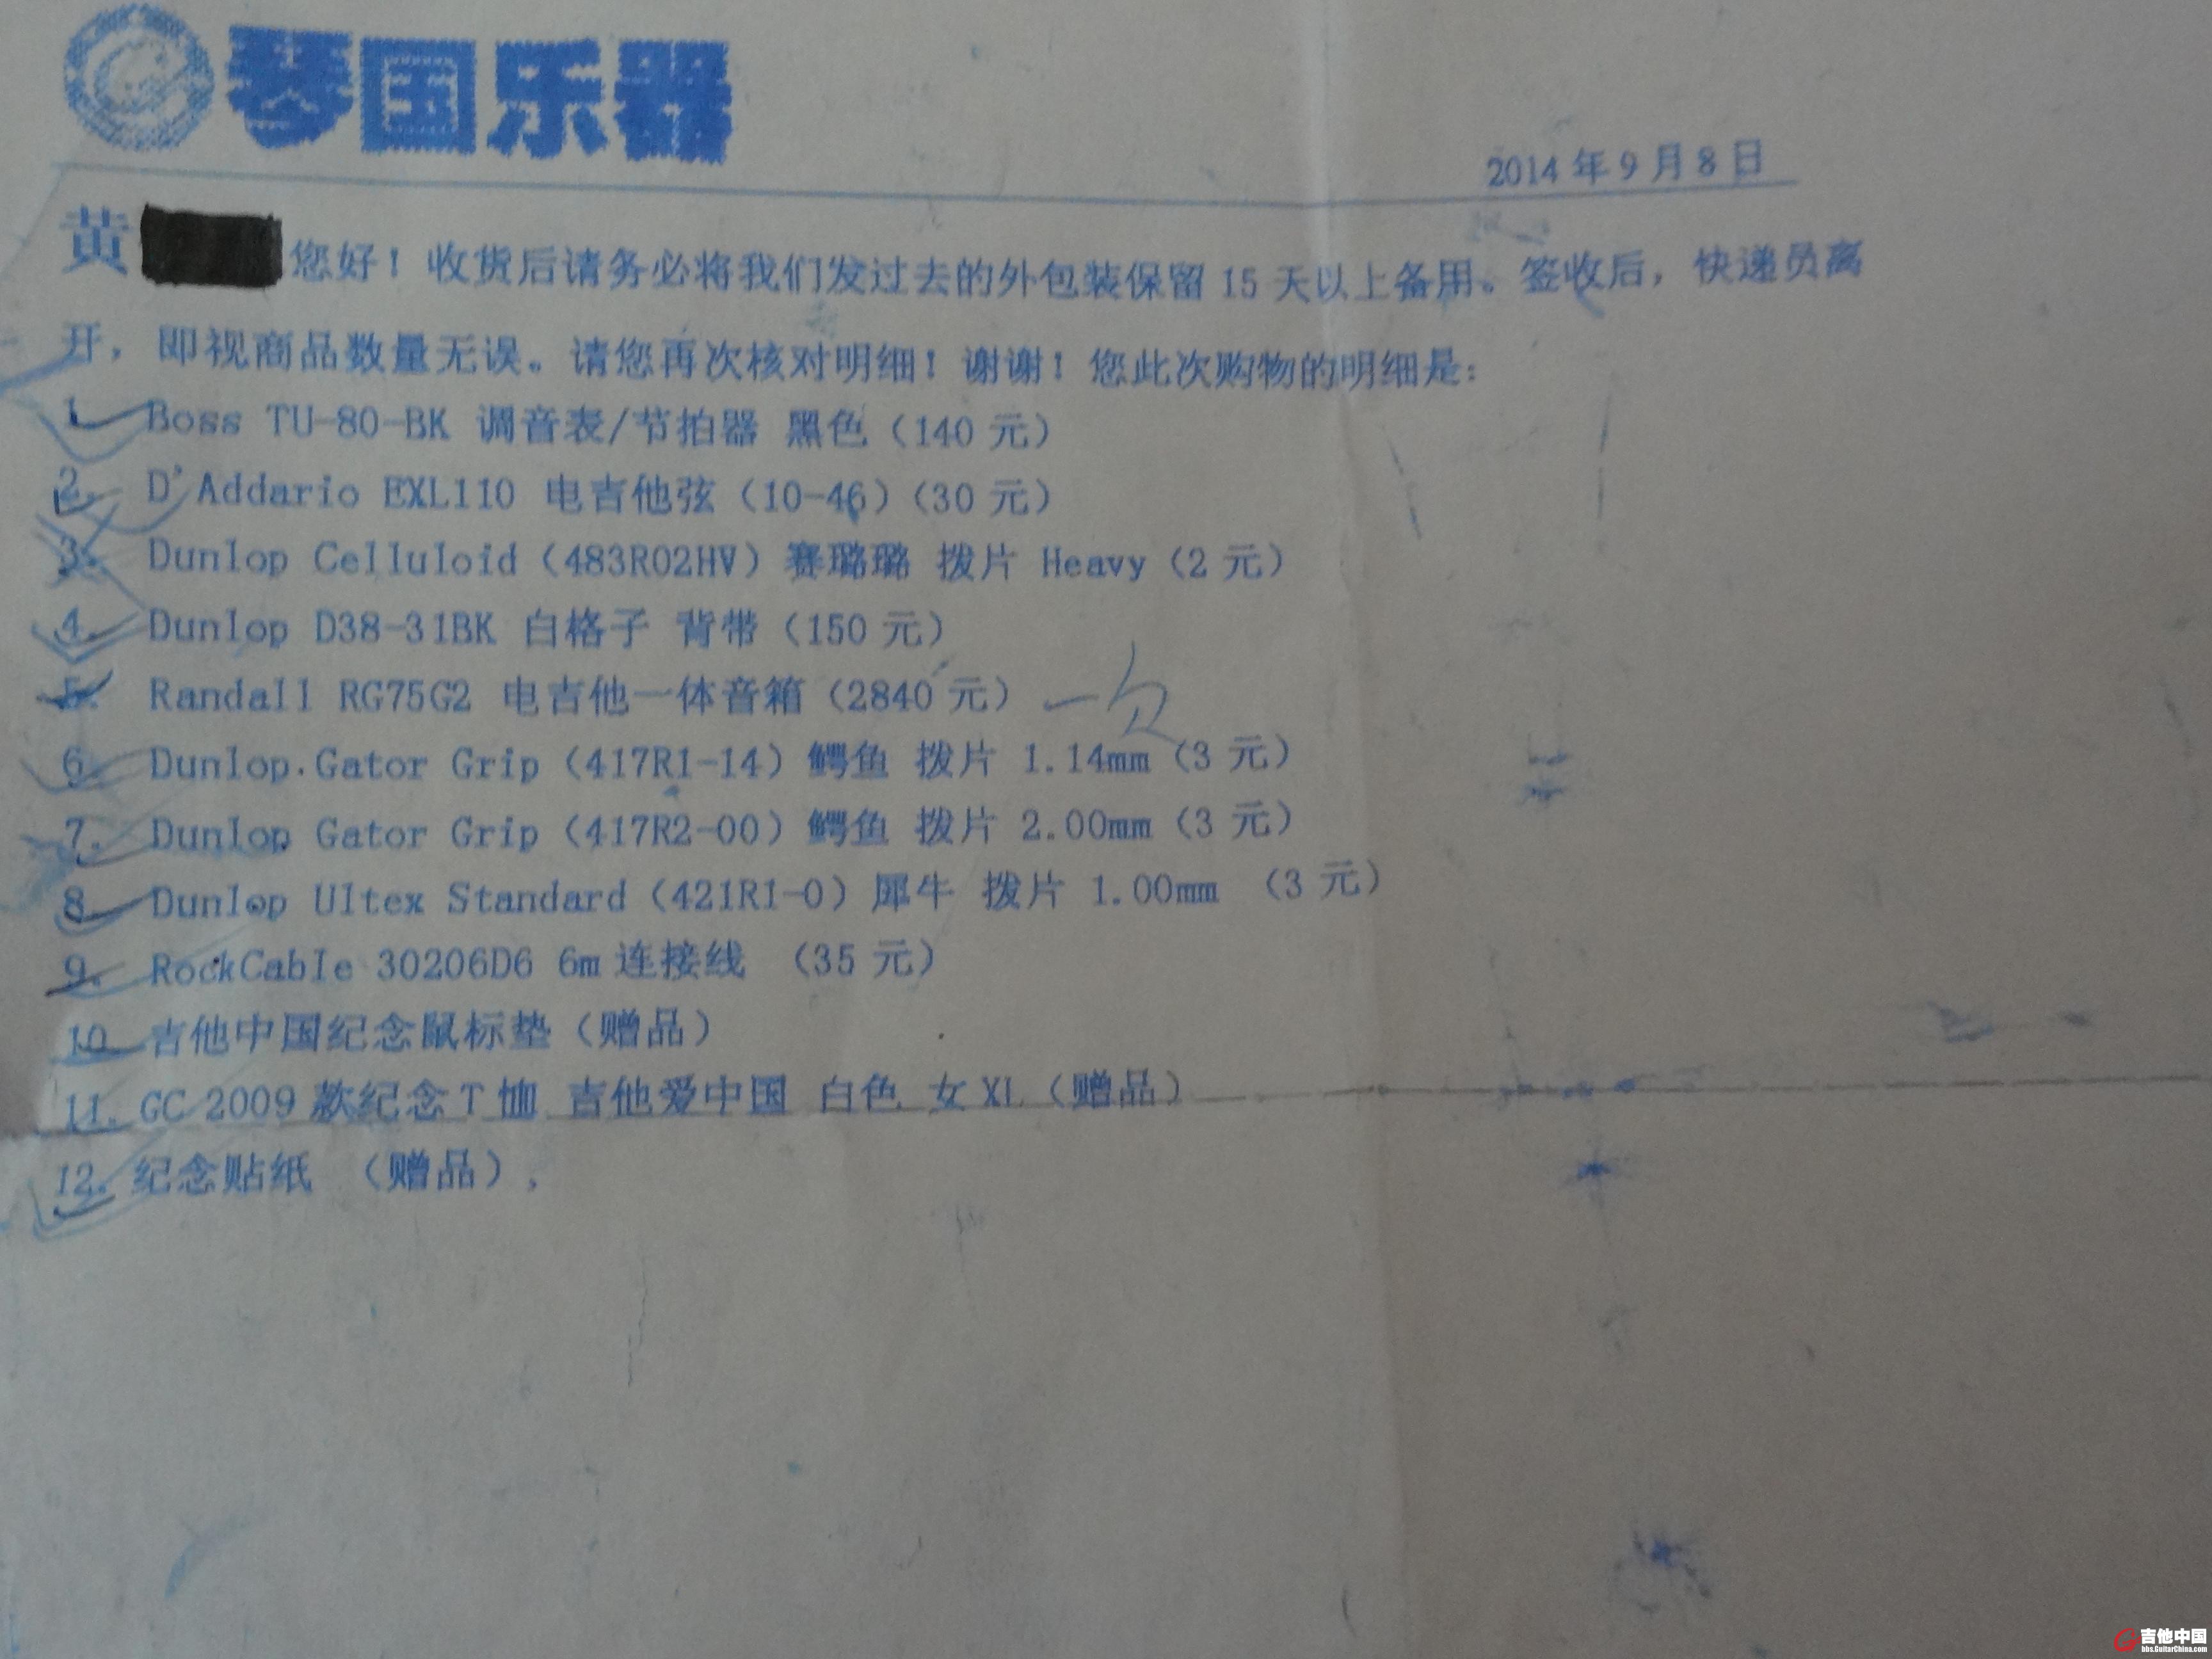 琴国乐器
2014年9月8日
黄 您好！收货后请务必将我们发过去的外包装保留15天以上备用。签收后，快递员离
开，即视商品数量无误。请您再次核对明细！谢谢！您此次购物的明细是：
1. Boss TU-80-BK 调音表/节拍器 黑色（140元）
2. D'Addario EXL110 电吉他弦（10-46）（30元）
3. Dunlop Celluloid（483R02HV）赛璐璐 拨片 Heavy（2元）
4. Dunlop D38-31BK 白格子 背带（150元）
5. Randall RG75G2 电吉他一体音箱（2840元）
6. Dunlop Gator Grip（417R1-14）鳄鱼 拨片 1.14mm（3元）
7. Dunlop Gator Grip（417R2-00）鳄鱼 拨片 2.00mm（3元）
8. Dunlop Ultex Standard（421R1-0）犀牛 拨片 1.00mm （3元）
9. RockCable 30206D6 6m连接线 （35元）
10. 吉他中国纪念鼠标垫（赠品）
11. GC 2009款纪念T恤 吉他爱中国 白色 女XL（赠品）
12. 纪念贴纸 （赠品），
吉他中国
bbs.GuitarChina.com